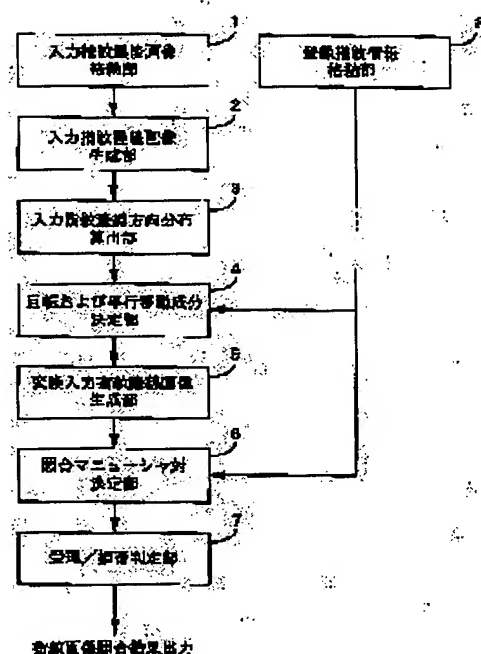 1
入力指紋濃淡画像
格納部
8
登録指紋情報
格納部
2
入力指紋隆線画像
生成部
3
入力指紋隆線方向分布
算出部
4
回転および平行移動成分
決定部
5
変換入力指紋隆線画像
生成部
6
照合マニューシャ対
決定部
7
受理／拒否判定部
指紋画像照合結果出力